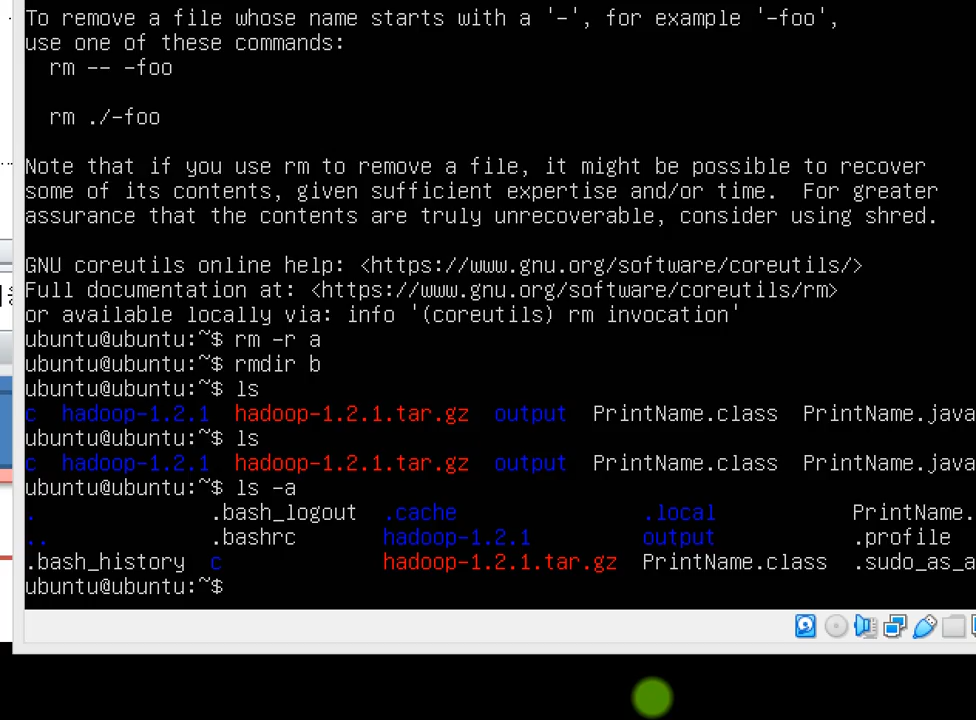 To remove a file whose name starts with a '-', for example '-foo',
use one of these commands:
rm -- -foo
rm ./-foo
Note that if you use rm to remove a file, it might be possible to recover
some of its contents, given sufficient expertise and/or time.  For greater
assurance that the contents are truly unrecoverable, consider using shred.
GNU coreutils online help: <https://www.gnu.org/software/coreutils/>
Full documentation at: <https://www.gnu.org/software/coreutils/rm>
or available locally via: info '(coreutils) rm invocation'
ubuntu@ubuntu:~$ rm -r a
ubuntu@ubuntu:~$ rmdir b
ubuntu@ubuntu:~$ ls
c  hadoop-1.2.1  hadoop-1.2.1.tar.gz  output  PrintName.class  PrintName.java
ubuntu@ubuntu:~$ ls
c  hadoop-1.2.1  hadoop-1.2.1.tar.gz  output  PrintName.class  PrintName.java
ubuntu@ubuntu:~$ ls -a
.  .bash_logout  .cache  .local  PrintName.
..  .bashrc  hadoop-1.2.1  output  .profile
.bash_history  c  hadoop-1.2.1.tar.gz  PrintName.class  .sudo_as_a
ubuntu@ubuntu:~$